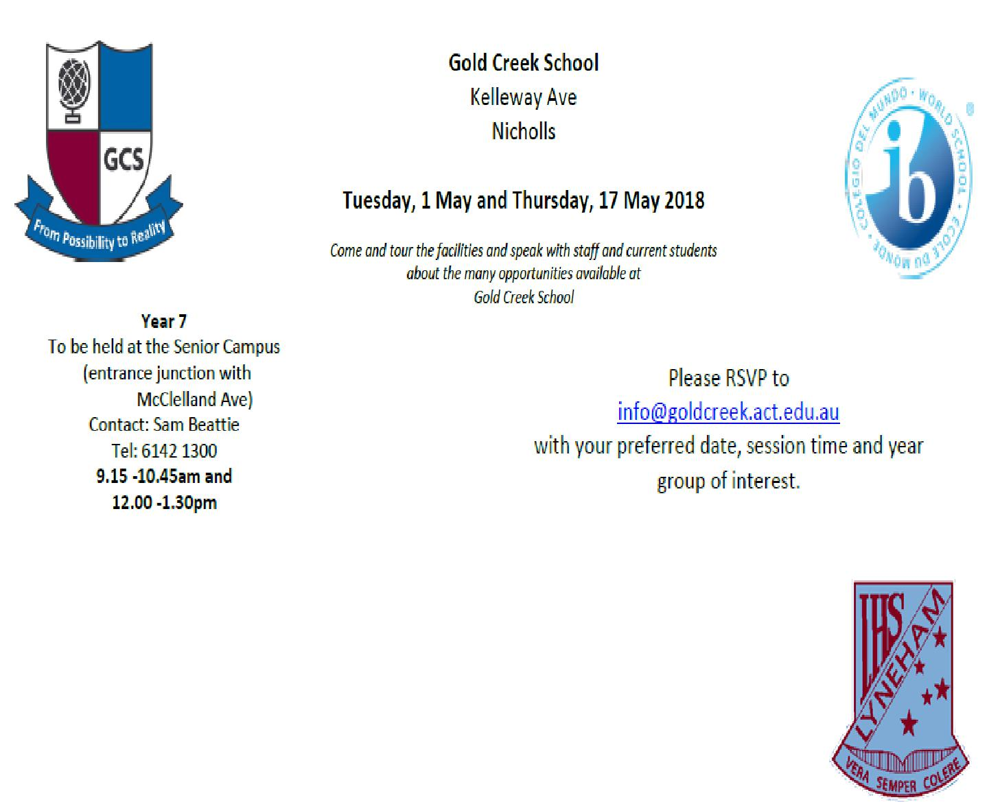 Gold Creek School
Kelleway Ave
Nicholls
GCS
From Possibility to Reality
COLEGIO DEL MUNDO · WORLD SCHOOL · ECOLE DU MONDE ·
®
ib
Tuesday, 1 May and Thursday, 17 May 2018
Come and tour the facilities and speak with staff and current students
about the many opportunities available at
Gold Creek School
Year 7
To be held at the Senior Campus
(entrance junction with
McClelland Ave)
Contact: Sam Beattie
Tel: 6142 1300
9.15 -10.45am and
12.00 -1.30pm
Please RSVP to
info@goldcreek.act.edu.au
with your preferred date, session time and year
group of interest.
LHS
LYNEHAM
VERA SEMPER COLERE